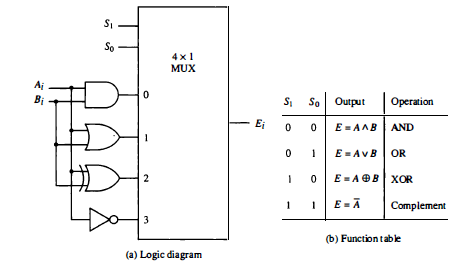 S₁
S₀
4 × 1
MUX
Aᵢ
Bᵢ
0
1
2
3
Eᵢ
(a) Logic diagram
S₁ S₀ Output Operation
0 0 E = A ∧ B AND
0 1 E = A ∨ B OR
1 0 E = A ⊕ B XOR
1 1 E = A̅ Complement
(b) Function table